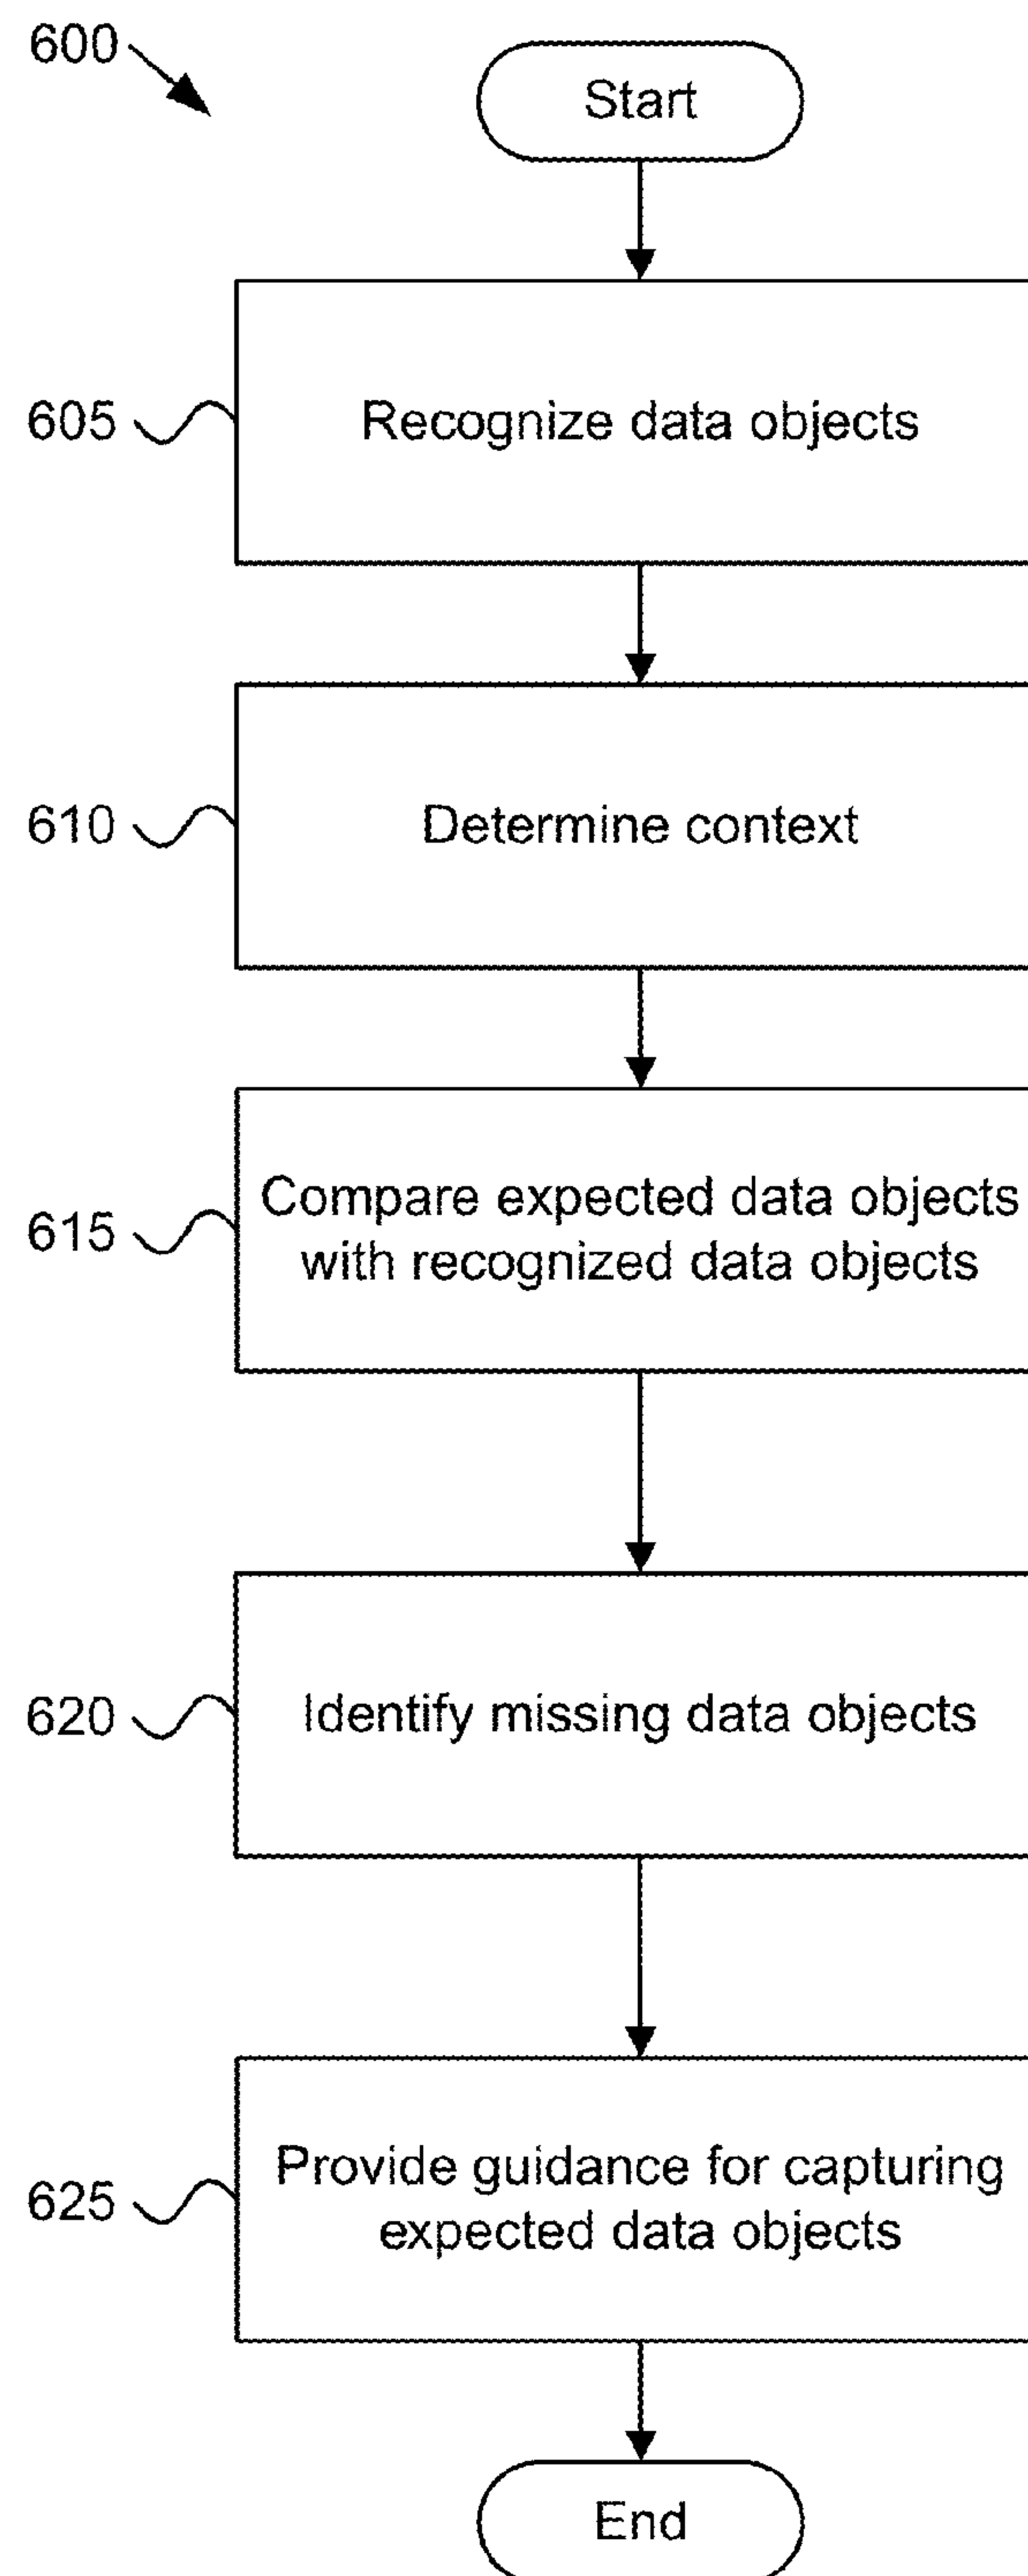 600
Start
605
Recognize data objects
610
Determine context
615
Compare expected data objects
with recognized data objects
620
Identify missing data objects
625
Provide guidance for capturing
expected data objects
End